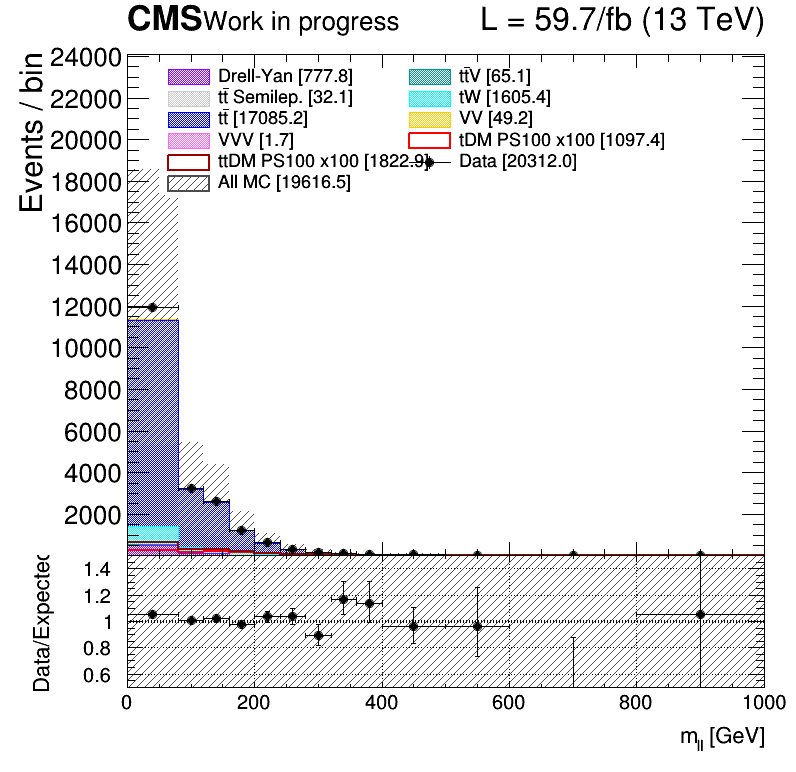 CMS Work in progress L = 59.7/fb (13 TeV)
Events / bin
24000
22000
20000
18000
16000
14000
12000
10000
8000
6000
4000
2000
Drell-Yan [777.8]
tt̄V [65.1]
tt̄ Semilep. [32.1]
tW [1605.4]
tt̄ [17085.2]
VV [49.2]
VVV [1.7]
tDM PS100 x100 [1097.4]
ttDM PS100 x100 [1822.9]
Data [20312.0]
All MC [19616.5]
Data/Expected
1.4
1.2
1
0.8
0.6
0 200 400 600 800 1000
m_ll [GeV]